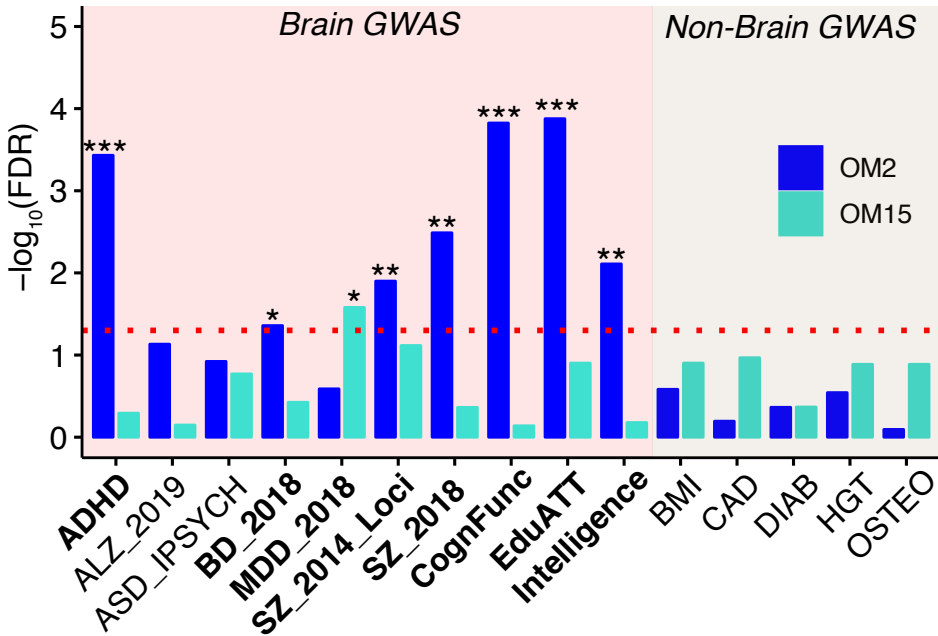 Brain GWAS
Non-Brain GWAS
5
4
3
2
1
0
−log10(FDR)
***
*
*
**
**
***
***
**
OM2
OM15
ADHD
ALZ_2019
ASD_IPSYCH
BD_2018
MDD_2018
SZ_2014_Loci
SZ_2018
CognFunc
EduATT
Intelligence
BMI
CAD
DIAB
HGT
OSTEO